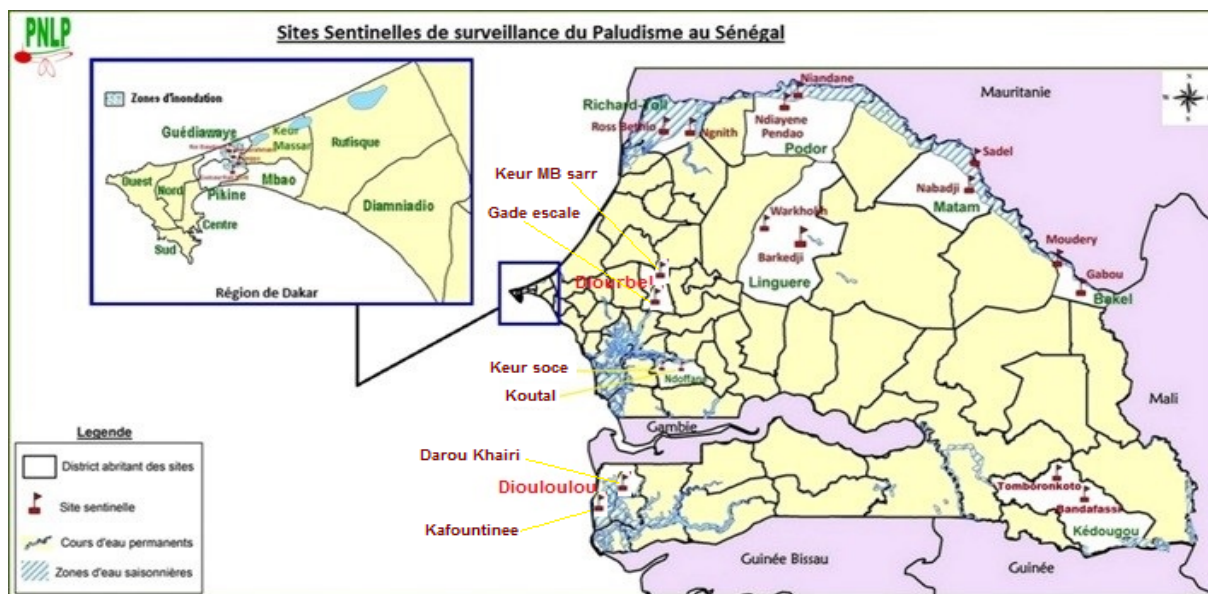 PNLP
Sites Sentinelles de surveillance du Paludisme au Sénégal
Zones d'inondation
Guédiawaye
Keur
Massar
Rufisque
Ouest
Nord
Mbao
Pikine
Diamniadio
Centre
Sud
Région de Dakar
Niandane
Mauritanie
Richard-Toll
Ross Bethio
Ngnith
Ndiayene
Pendao
Podor
Sadel
Nabadji
Matam
Keur MB sarr
Gade escale
Warkhokh
Barkedji
Linguere
Moudery
Gabou
Bakel
Diourbel
Keur soce
Ndoffane
Koutal
Mali
Gambie
Darou Khairi
Diouloulou
Kafountinee
Tomboronkoto
Bandafassi
Kédougou
Guinée Bissau
Guinée
Legende
District abritant des sites
Site sentinelle
Cours d'eau permanents
Zones d'eau saisonnières